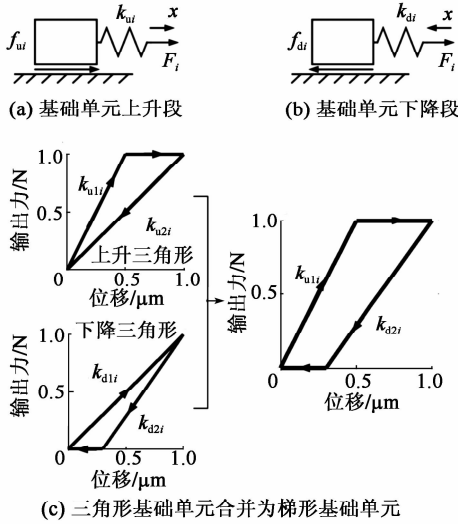 f_ui k_ui x F_i
f_di k_di x F_i
(a) 基础单元上升段 (b) 基础单元下降段
输出力/N
1.0
0.5
0 0.5 1.0
k_u1i
k_u2i
上升三角形
位移/μm
输出力/N
下降三角形
1.0
0.5
0 0.5 1.0
k_d1i
k_d2i
位移/μm
输出力/N
1.0
0.5
0 0.5 1.0
k_u1i
k_d2i
位移/μm
(c) 三角形基础单元合并为梯形基础单元